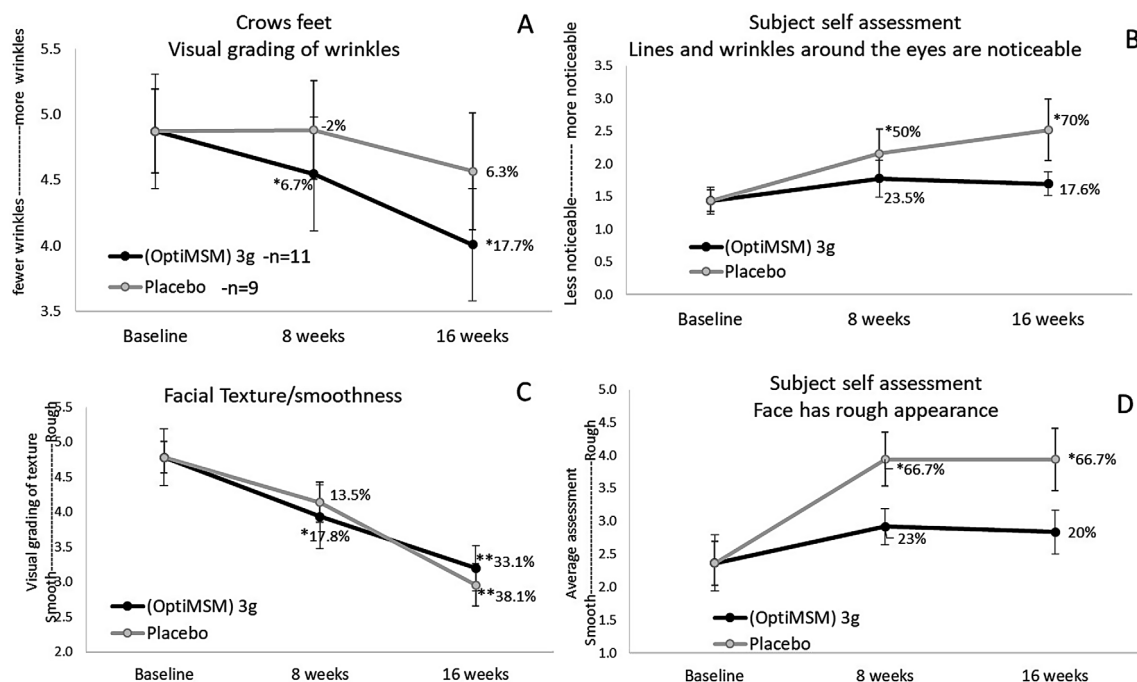 Crows feet
Visual grading of wrinkles
A
fewer wrinkles----------more wrinkles
5.5
5.0
4.5
4.0
3.5
-2%
*6.7%
6.3%
*17.7%
(OptiMSM) 3g -n=11
Placebo -n=9
Baseline
8 weeks
16 weeks
Subject self assessment
Lines and wrinkles around the eyes are noticeable
B
Less noticeable--------- more noticeable
3.5
3.0
2.5
2.0
1.5
1.0
0.5
0.0
*50%
*70%
23.5%
17.6%
(OptiMSM) 3g
Placebo
Baseline
8 weeks
16 weeks
Facial Texture/smoothness
C
Visual grading of texture
Smooth----------------------Rough
5.5
5.0
4.5
4.0
3.5
3.0
2.5
2.0
13.5%
*17.8%
**33.1%
**38.1%
(OptiMSM) 3g
Placebo
Baseline
8 weeks
16 weeks
Subject self assessment
Face has rough appearance
D
Average assessment
Smooth----------------------Rough
5.0
4.5
4.0
3.5
3.0
2.5
2.0
1.5
1.0
*66.7%
*66.7%
23%
20%
(OptiMSM) 3g
Placebo
Baseline
8 weeks
16 weeks